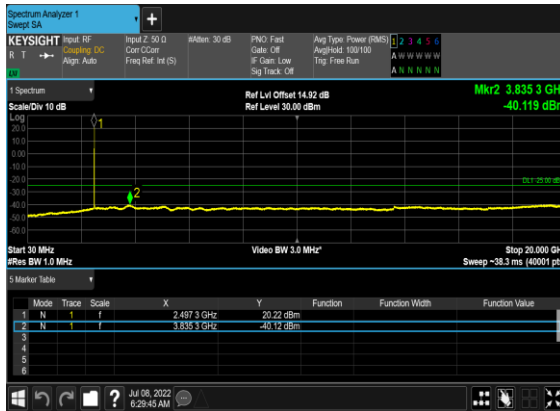 Spectrum Analyzer 1
Swept SA
+
KEYSIGHT Input: RF Input Z: 50 Ω #Atten: 30 dB PNO: Fast Avg Type: Power (RMS) 1 2 3 4 5 6
R T Coupling: DC Corr CCorr Gate: Off Avg|Hold: 100/100 A W W W W W
Align: Auto Freq Ref: Int (S) IF Gain: Low Trig: Free Run
Sig Track: Off A N N N N N
1 Spectrum
Scale/Div 10 dB
Ref Lvl Offset 14.92 dB
Ref Level 30.00 dBm
Mkr2 3.835 3 GHz
-40.119 dBm
Log
20.0
10.0
0.00
-10.0
-20.0
-30.0
-40.0
-50.0
-60.0
1
2
DL1 -25.00 dB
Start 30 MHz Video BW 3.0 MHz* Stop 20.000 GHz
#Res BW 1.0 MHz Sweep ~38.3 ms (40001 pts
5 Marker Table
Mode Trace Scale X Y Function Function Width Function Value
1 N 1 f 2.497 3 GHz 20.22 dBm
2 N 1 f 3.835 3 GHz -40.12 dBm
3
4
5
6
? Jul 08, 2022
6:29:45 AM